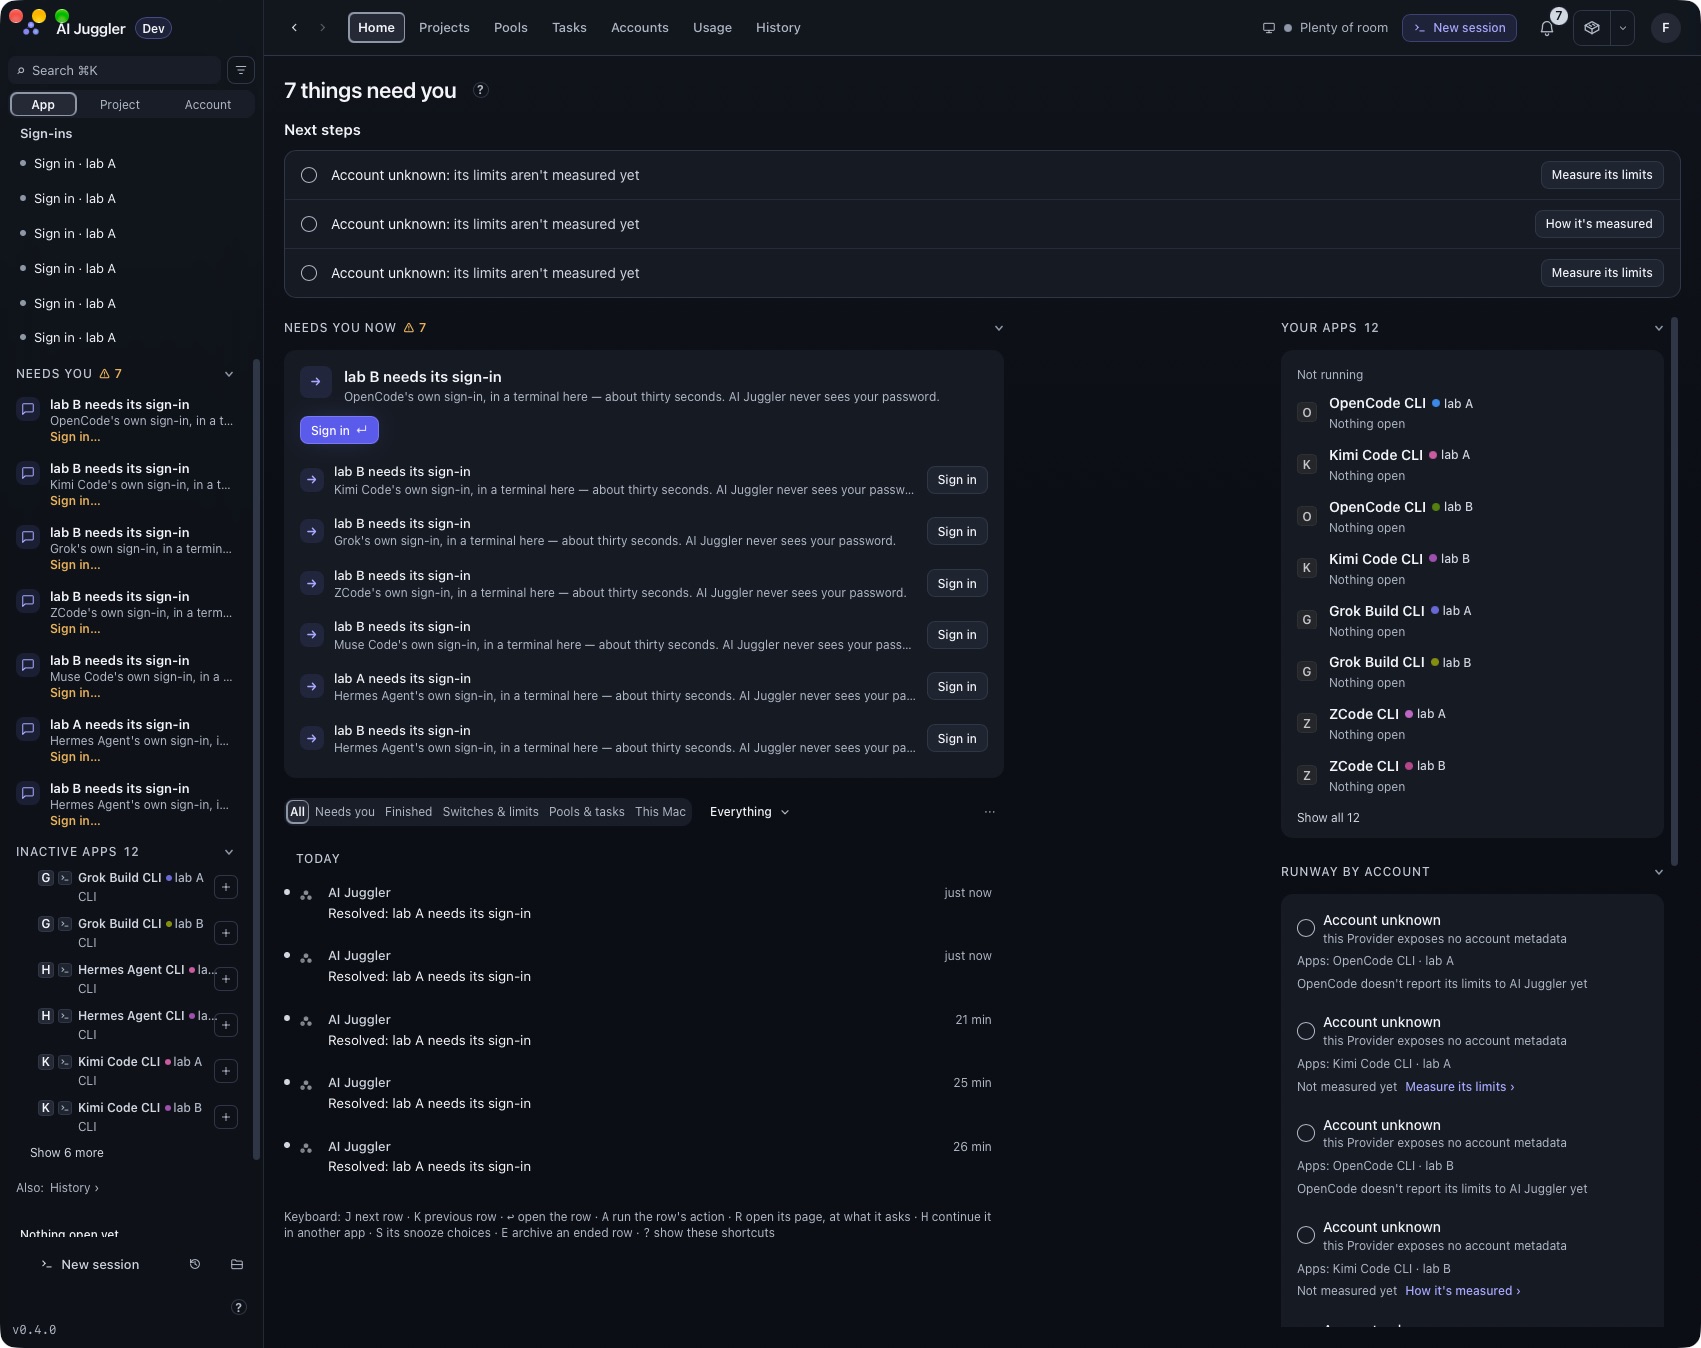 AI Juggler Dev
Search ⌘K
App Project Account
Sign-ins
Sign in · lab A
Sign in · lab A
Sign in · lab A
Sign in · lab A
Sign in · lab A
Sign in · lab A
NEEDS YOU 7
lab B needs its sign-in
OpenCode's own sign-in, in a t...
Sign in...
lab B needs its sign-in
Kimi Code's own sign-in, in a t...
Sign in...
lab B needs its sign-in
Grok's own sign-in, in a termin...
Sign in...
lab B needs its sign-in
ZCode's own sign-in, in a term...
Sign in...
lab B needs its sign-in
Muse Code's own sign-in, in a ...
Sign in...
lab A needs its sign-in
Hermes Agent's own sign-in, i...
Sign in...
lab B needs its sign-in
Hermes Agent's own sign-in, i...
Sign in...
INACTIVE APPS 12
G Grok Build CLI lab A
CLI
G Grok Build CLI lab B
CLI
H Hermes Agent CLI la...
CLI
H Hermes Agent CLI la...
CLI
K Kimi Code CLI lab A
CLI
K Kimi Code CLI lab B
CLI
Show 6 more
Also: History ›
Nothing open yet
New session
?
v0.4.0
Home Projects Pools Tasks Accounts Usage History
Plenty of room
New session
7
F
7 things need you ?
Next steps
Account unknown: its limits aren't measured yet Measure its limits
Account unknown: its limits aren't measured yet How it's measured
Account unknown: its limits aren't measured yet Measure its limits
NEEDS YOU NOW 7
lab B needs its sign-in
OpenCode's own sign-in, in a terminal here — about thirty seconds. AI Juggler never sees your password.
Sign in ↵
lab B needs its sign-in
Kimi Code's own sign-in, in a terminal here — about thirty seconds. AI Juggler never sees your passw...
Sign in
lab B needs its sign-in
Grok's own sign-in, in a terminal here — about thirty seconds. AI Juggler never sees your password.
Sign in
lab B needs its sign-in
ZCode's own sign-in, in a terminal here — about thirty seconds. AI Juggler never sees your password.
Sign in
lab B needs its sign-in
Muse Code's own sign-in, in a terminal here — about thirty seconds. AI Juggler never sees your pass...
Sign in
lab A needs its sign-in
Hermes Agent's own sign-in, in a terminal here — about thirty seconds. AI Juggler never sees your pa...
Sign in
lab B needs its sign-in
Hermes Agent's own sign-in, in a terminal here — about thirty seconds. AI Juggler never sees your pa...
Sign in
All Needs you Finished Switches & limits Pools & tasks This Mac Everything ...
TODAY
AI Juggler just now
Resolved: lab A needs its sign-in
AI Juggler just now
Resolved: lab A needs its sign-in
AI Juggler 21 min
Resolved: lab A needs its sign-in
AI Juggler 25 min
Resolved: lab A needs its sign-in
AI Juggler 26 min
Resolved: lab A needs its sign-in
Keyboard: J next row · K previous row · ↩ open the row · A run the row's action · R open its page, at what it asks · H continue it
in another app · S its snooze choices · E archive an ended row · ? show these shortcuts
YOUR APPS 12
Not running
O OpenCode CLI lab A
Nothing open
K Kimi Code CLI lab A
Nothing open
O OpenCode CLI lab B
Nothing open
K Kimi Code CLI lab B
Nothing open
G Grok Build CLI lab A
Nothing open
G Grok Build CLI lab B
Nothing open
Z ZCode CLI lab A
Nothing open
Z ZCode CLI lab B
Nothing open
Show all 12
RUNWAY BY ACCOUNT
Account unknown
this Provider exposes no account metadata
Apps: OpenCode CLI · lab A
OpenCode doesn't report its limits to AI Juggler yet
Account unknown
this Provider exposes no account metadata
Apps: Kimi Code CLI · lab A
Not measured yet Measure its limits ›
Account unknown
this Provider exposes no account metadata
Apps: OpenCode CLI · lab B
OpenCode doesn't report its limits to AI Juggler yet
Account unknown
this Provider exposes no account metadata
Apps: Kimi Code CLI · lab B
Not measured yet How it's measured ›